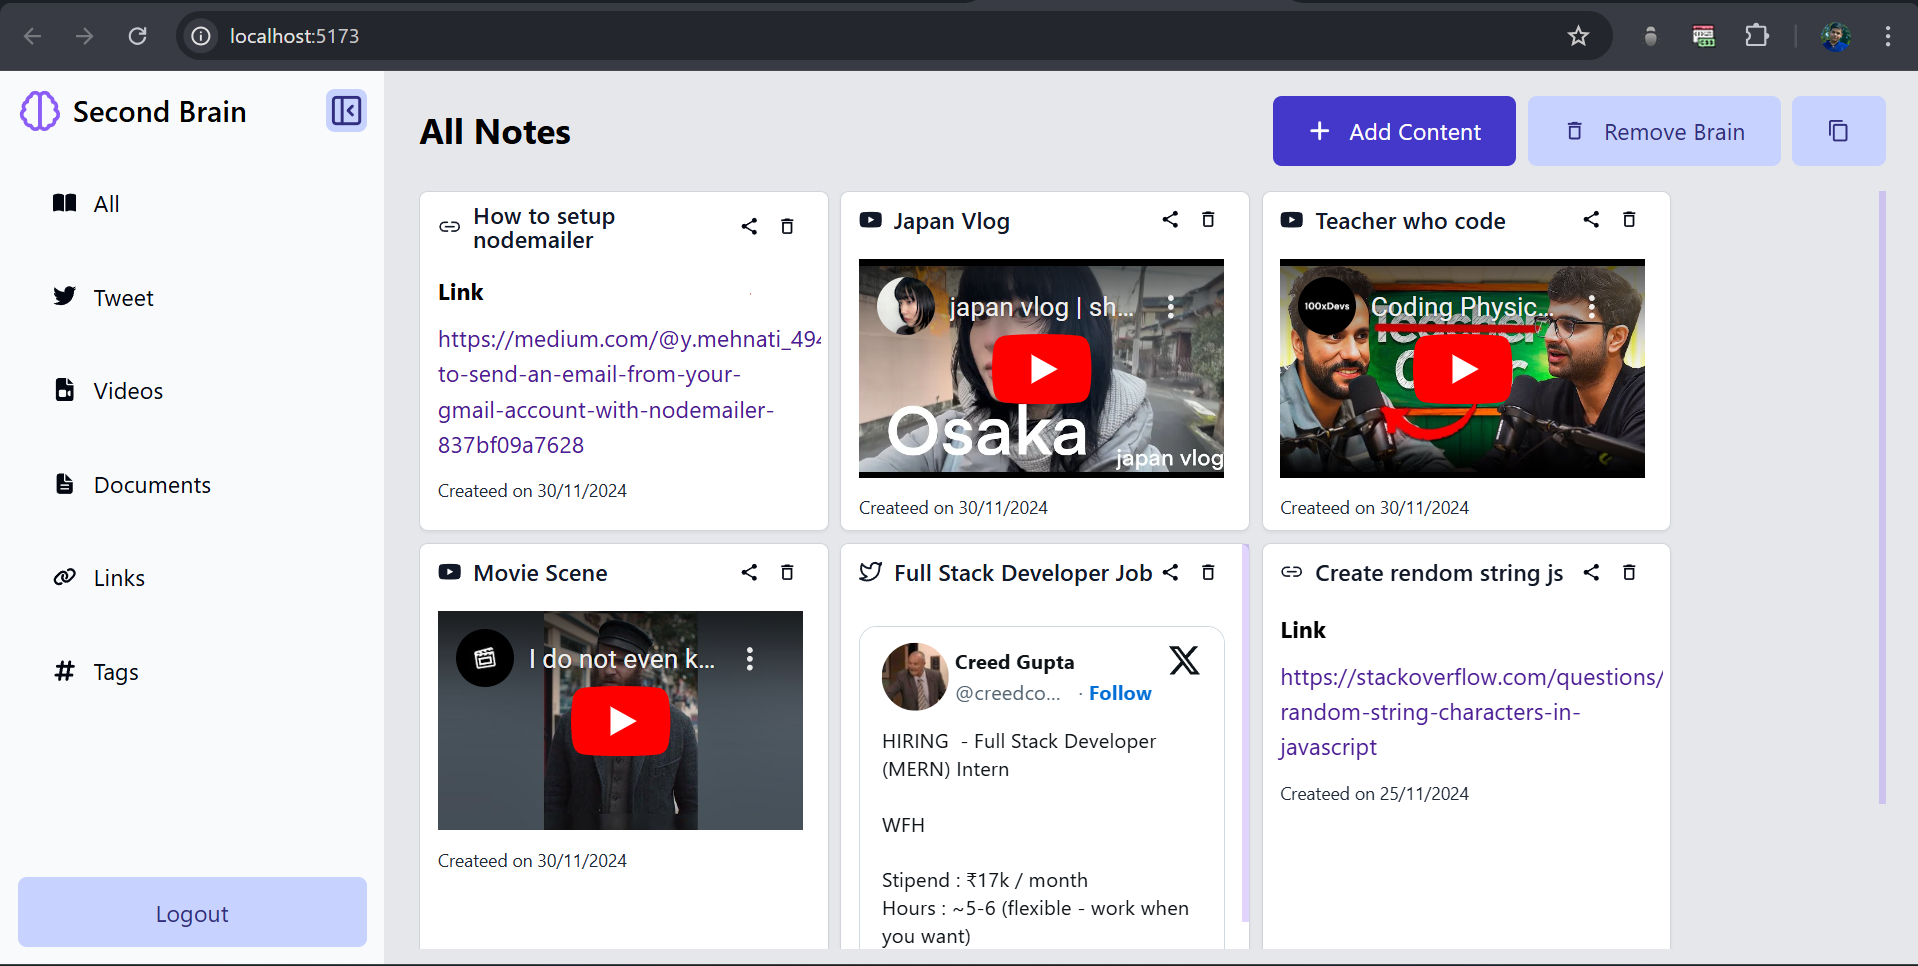 localhost:5173
Second Brain
All
Tweet
Videos
Documents
Links
Tags
Logout
All Notes
Add Content
Remove Brain
How to setup
nodemailer
Link
https://medium.com/@y.mehnati_494
to-send-an-email-from-your-
gmail-account-with-nodemailer-
837bf09a7628
Createed on 30/11/2024
Japan Vlog
japan vlog | sh...
Osaka
japan vlog
Createed on 30/11/2024
Teacher who code
100xDevs
Coding Physic...
Teacher
Createed on 30/11/2024
Movie Scene
I do not even k...
Createed on 30/11/2024
Full Stack Developer Job
Creed Gupta
@creedco... · Follow
HIRING - Full Stack Developer
(MERN) Intern
WFH
Stipend : ₹17k / month
Hours : ~5-6 (flexible - work when
you want)
Create rendom string js
Link
https://stackoverflow.com/questions/
random-string-characters-in-
javascript
Createed on 25/11/2024